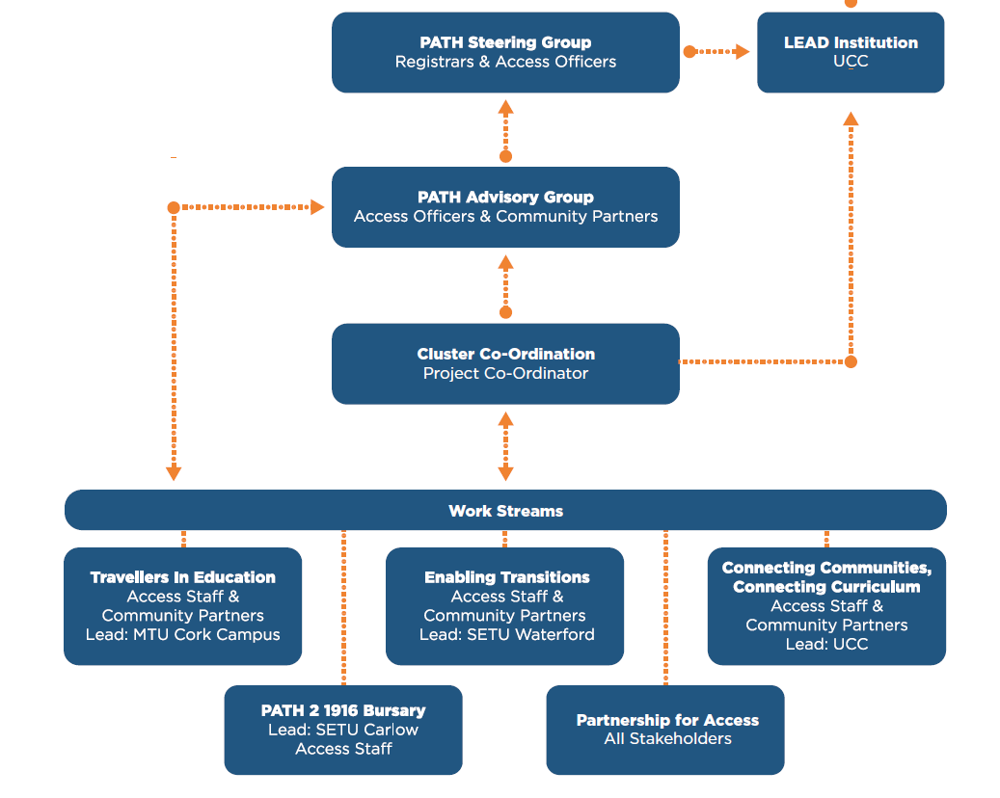 PATH Steering Group
Registrars & Access Officers
LEAD Institution
UCC
PATH Advisory Group
Access Officers & Community Partners
Cluster Co-Ordination
Project Co-Ordinator
Work Streams
Travellers in Education
Access Staff &
Community Partners
Lead: MTU Cork Campus
Enabling Transitions
Access Staff &
Community Partners
Lead: SETU Waterford
Connecting Communities,
Connecting Curriculum
Access Staff &
Community Partners
Lead: UCC
PATH 2 1916 Bursary
Lead: SETU Carlow
Access Staff
Partnership for Access
All Stakeholders